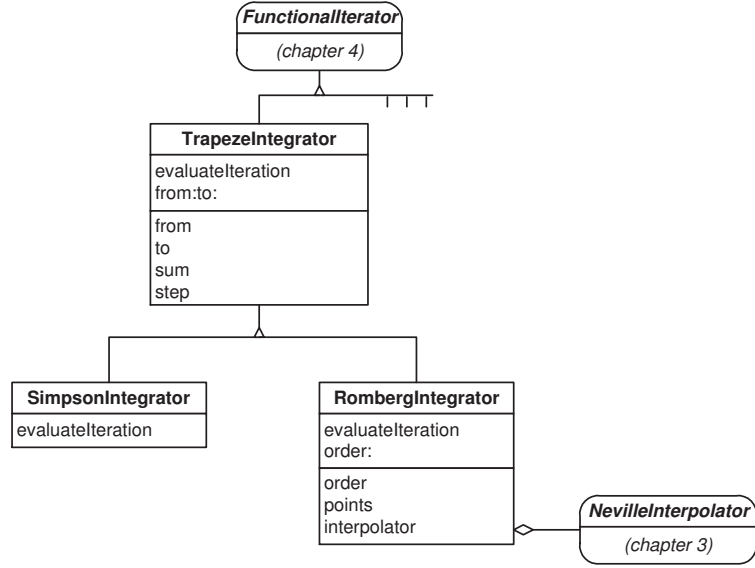 FunctionalIterator
(chapter 4)
TrapezeIntegrator
evaluateIteration
from:to:
from
to
sum
step
SimpsonIntegrator
evaluateIteration
RombergIntegrator
evaluateIteration
order:
order
points
interpolator
NevilleInterpolator
(chapter 3)